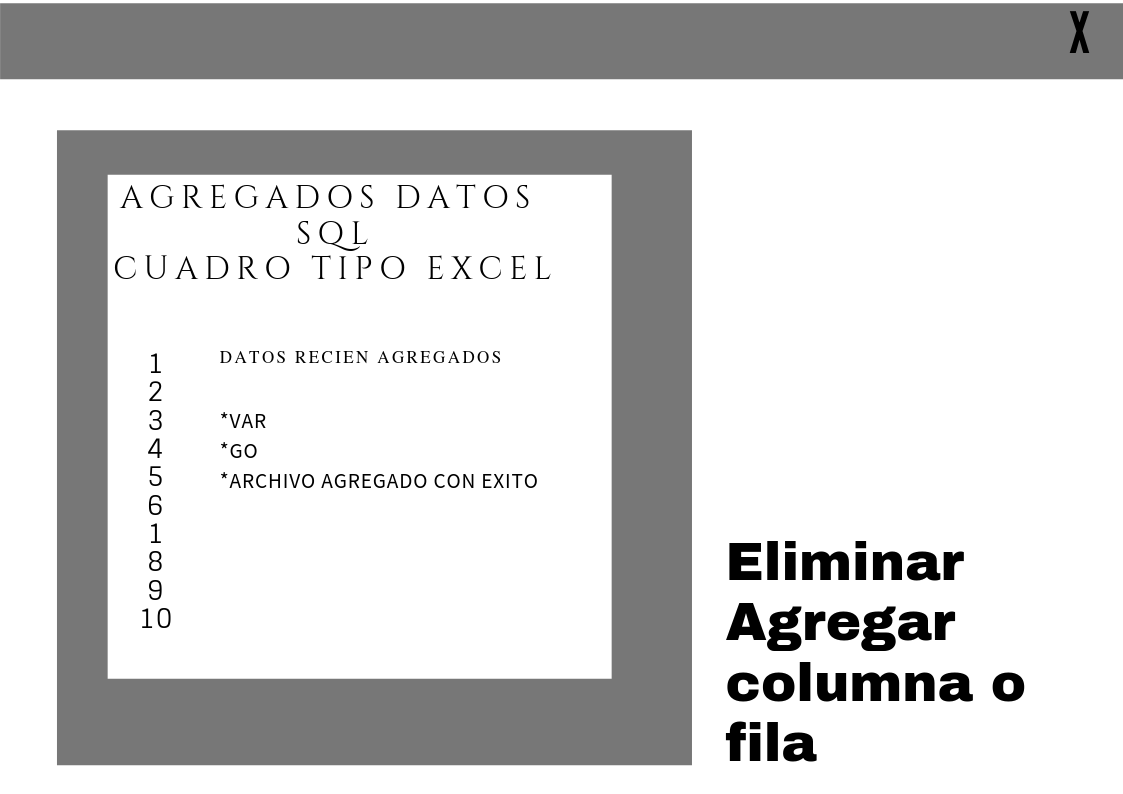 X
AGREGADOS DATOS
SQL
CUADRO TIPO EXCEL
1
2
3
4
5
6
1
8
9
10
DATOS RECIEN AGREGADOS
*VAR
*GO
*ARCHIVO AGREGADO CON EXITO
Eliminar
Agregar
columna o
fila